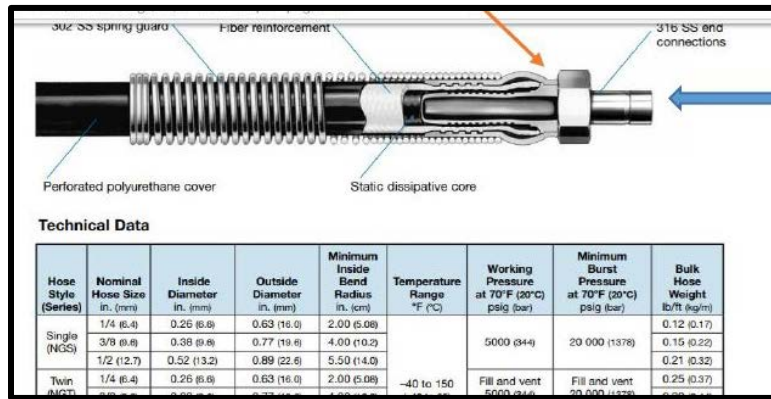 302 SS spring guard
Fiber reinforcement
316 SS end
connections
Perforated polyurethane cover
Static dissipative core
Technical Data
Hose Style (Series) Nominal Hose Size in. (mm) Inside Diameter in. (mm) Outside Diameter in. (mm) Minimum Inside Bend Radius in. (cm) Temperature Range °F (°C) Working Pressure at 70°F (20°C) psig (bar) Minimum Burst Pressure at 70°F (20°C) psig (bar) Bulk Hose Weight lb/ft (kg/m)
Single (NGS) 1/4 (6.4) 0.26 (6.6) 0.63 (16.0) 2.00 (5.08) 5000 (344) 20 000 (1378) 0.12 (0.17)
3/8 (9.6) 0.38 (9.6) 0.77 (19.6) 4.00 (10.2) 0.15 (0.22)
1/2 (12.7) 0.52 (13.2) 0.89 (22.6) 5.50 (14.0) 0.21 (0.32)
Twin (NGT) 1/4 (6.4) 0.26 (6.6) 0.63 (16.0) 2.00 (5.08) –40 to 150 Fill and vent 5000 (344) Fill and vent 20 000 (1378) 0.25 (0.37)